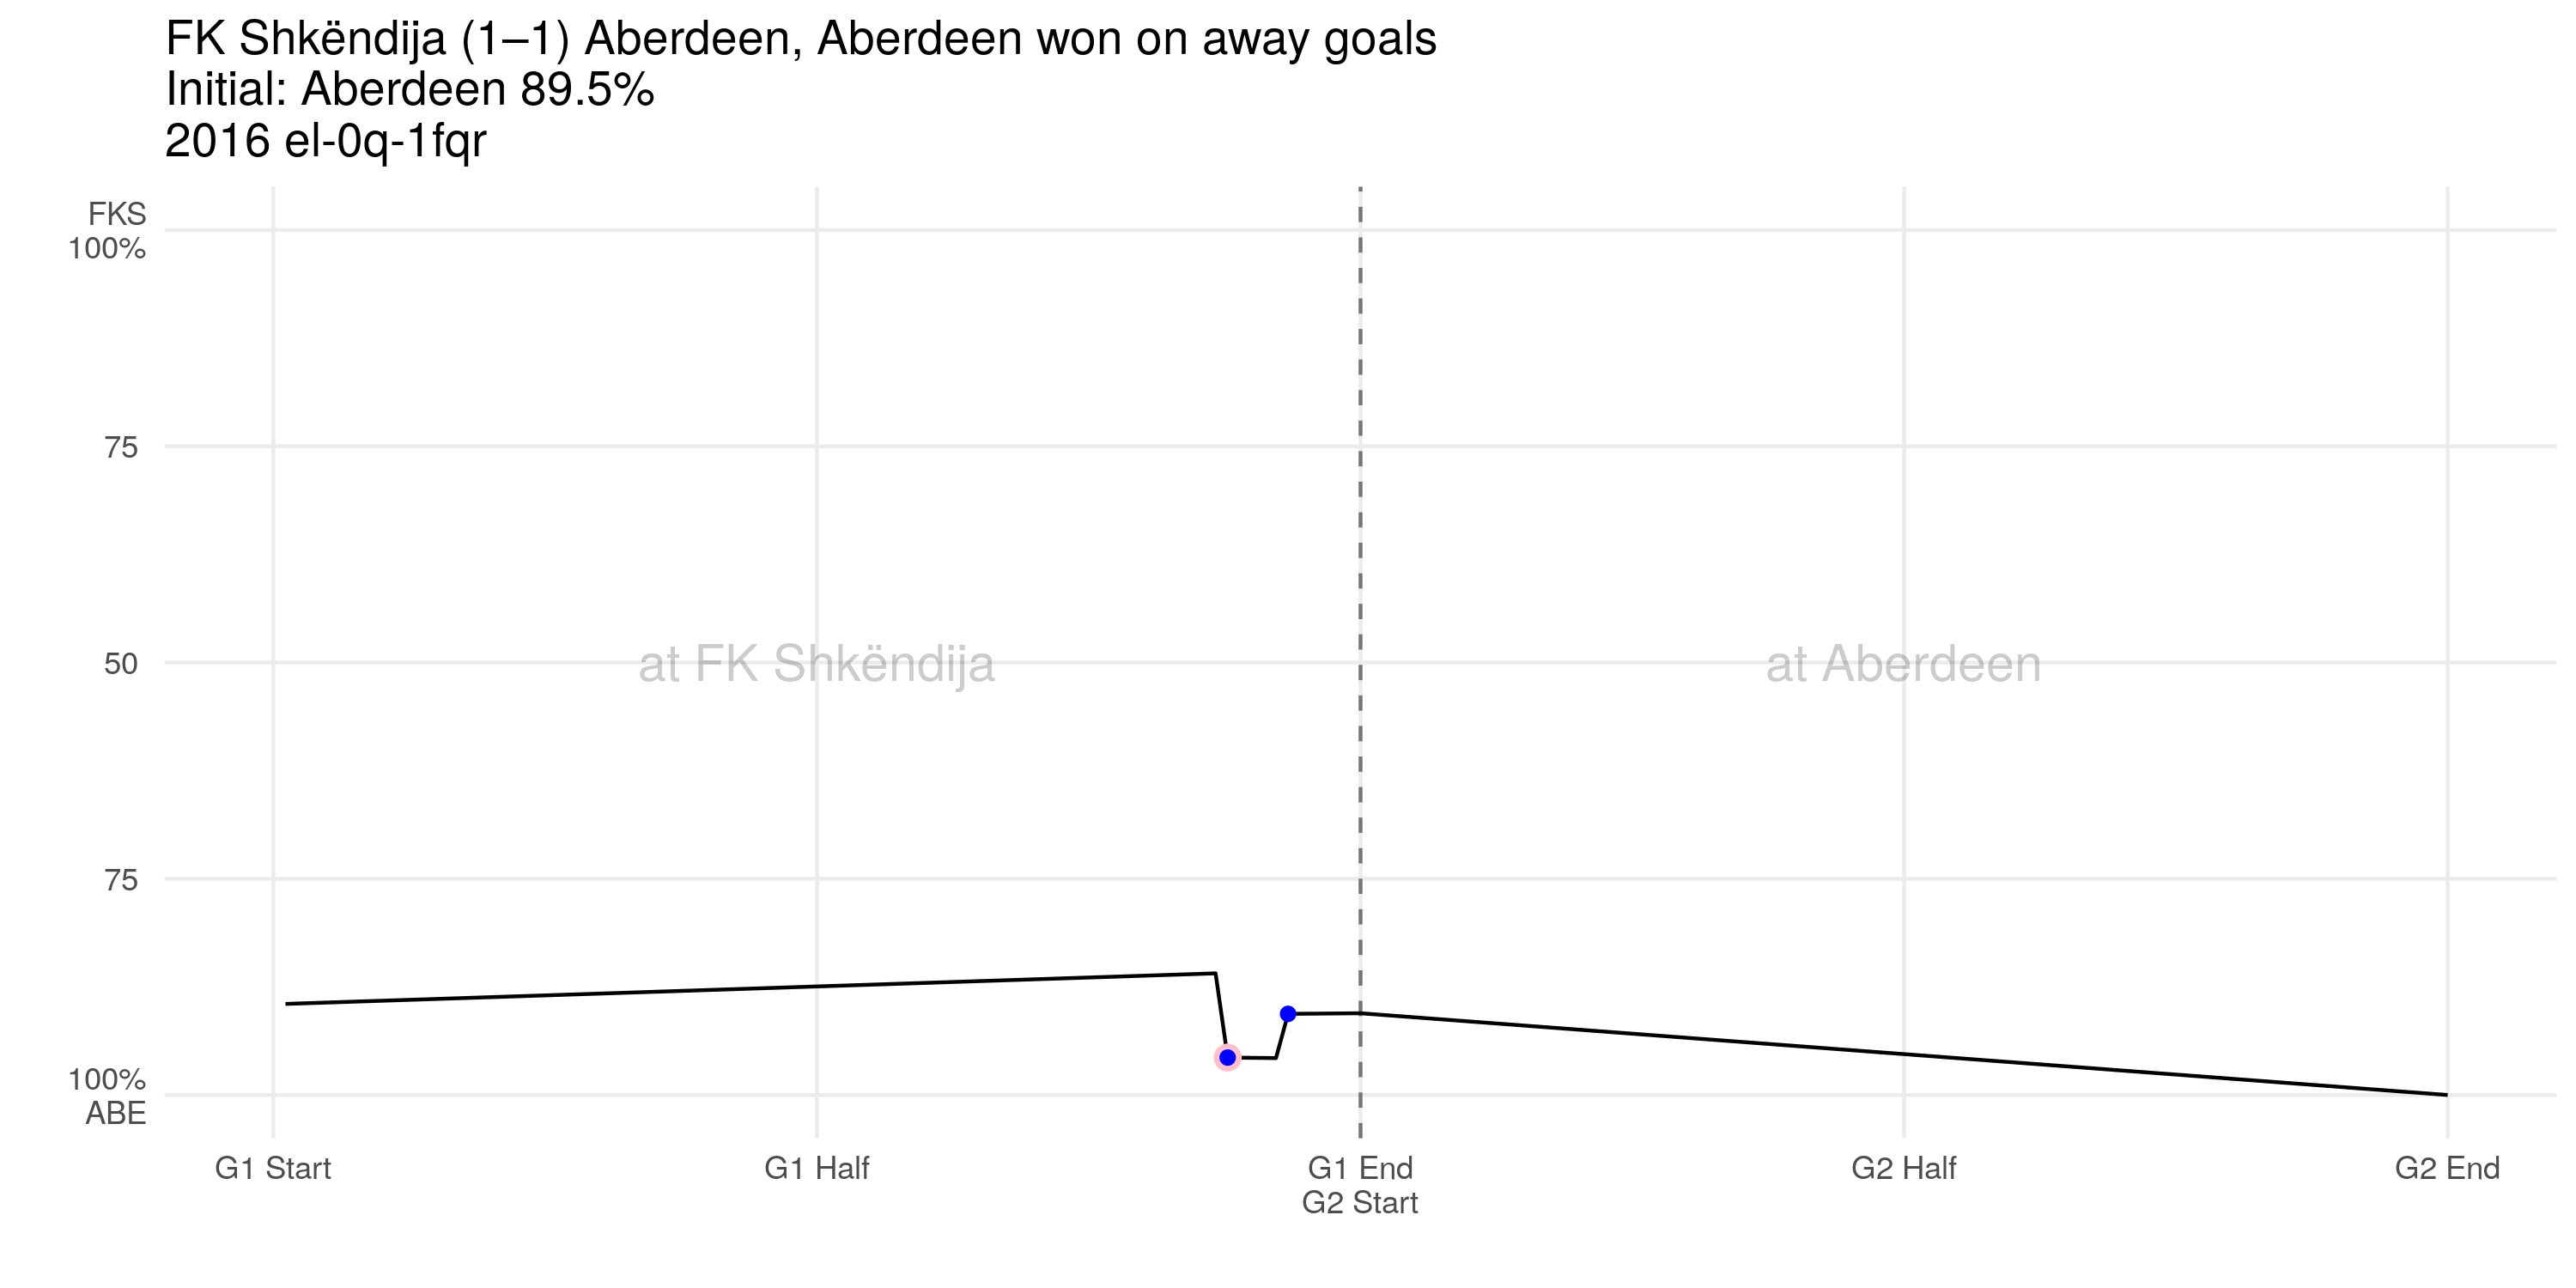 FK Shkëndija (1–1) Aberdeen, Aberdeen won on away goals
Initial: Aberdeen 89.5%
2016 el-0q-1fqr
FKS
100%
75
50
75
100%
ABE
at FK Shkëndija
at Aberdeen
G1 Start
G1 Half
G1 End
G2 Start
G2 Half
G2 End